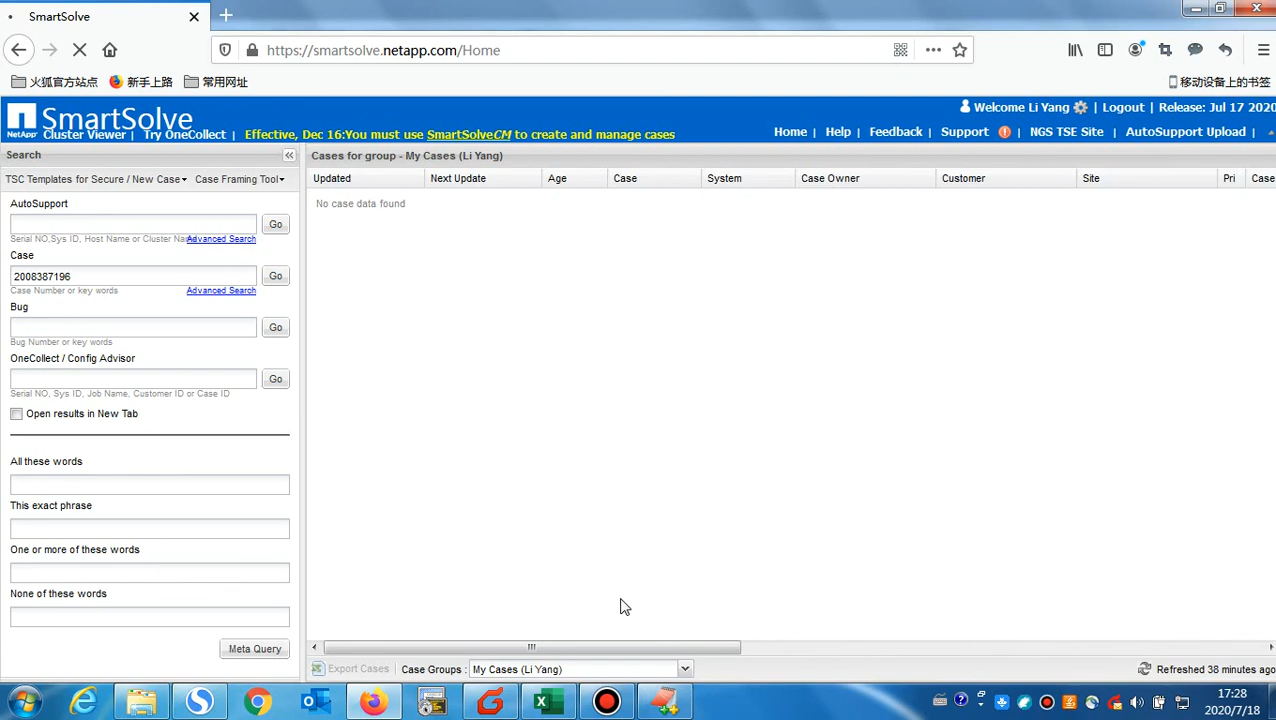 SmartSolve
https://smartsolve.netapp.com/Home
火狐官方站点 新手上路 常用网址 移动设备上的书签
NetApp SmartSolve
Welcome Li Yang | Logout | Release: Jul 17 2020
Cluster Viewer | Try OneCollect | Effective, Dec 16:You must use SmartSolveCM to create and manage cases
Home | Help | Feedback | Support | NGS TSE Site | AutoSupport Upload |
Search
Cases for group - My Cases (Li Yang)
TSC Templates for Secure / New Case Case Framing Tool
Updated Next Update Age Case System Case Owner Customer Site Pri Case
No case data found
AutoSupport
Go
Serial NO,Sys ID, Host Name or Cluster Na Advanced Search
Case
2008387196 Go
Case Number or key words Advanced Search
Bug
Go
Bug Number or key words
OneCollect / Config Advisor
Go
Serial NO, Sys ID, Job Name, Customer ID or Case ID
Open results in New Tab
All these words
This exact phrase
One or more of these words
None of these words
Meta Query
Export Cases Case Groups : My Cases (Li Yang) Refreshed 38 minutes ago
17:28
2020/7/18